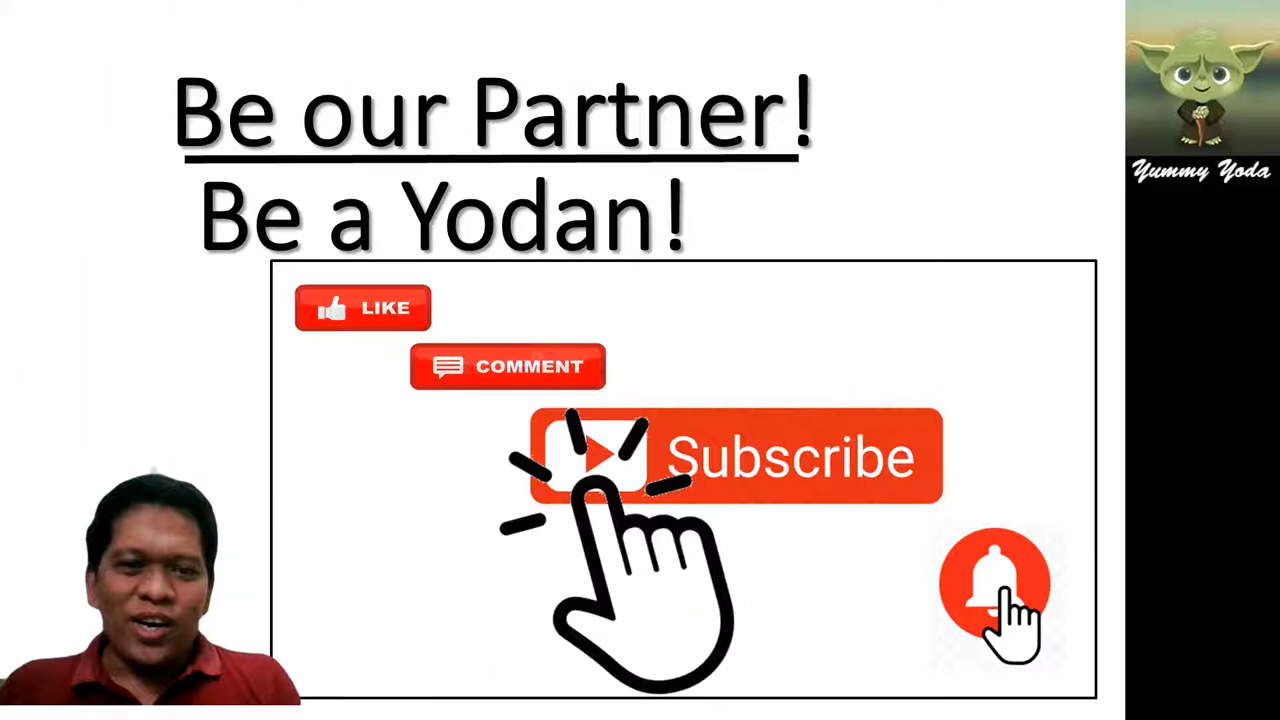 Be our Partner!
Be a Yodan!
LIKE
COMMENT
Subscribe
Yummy Yoda